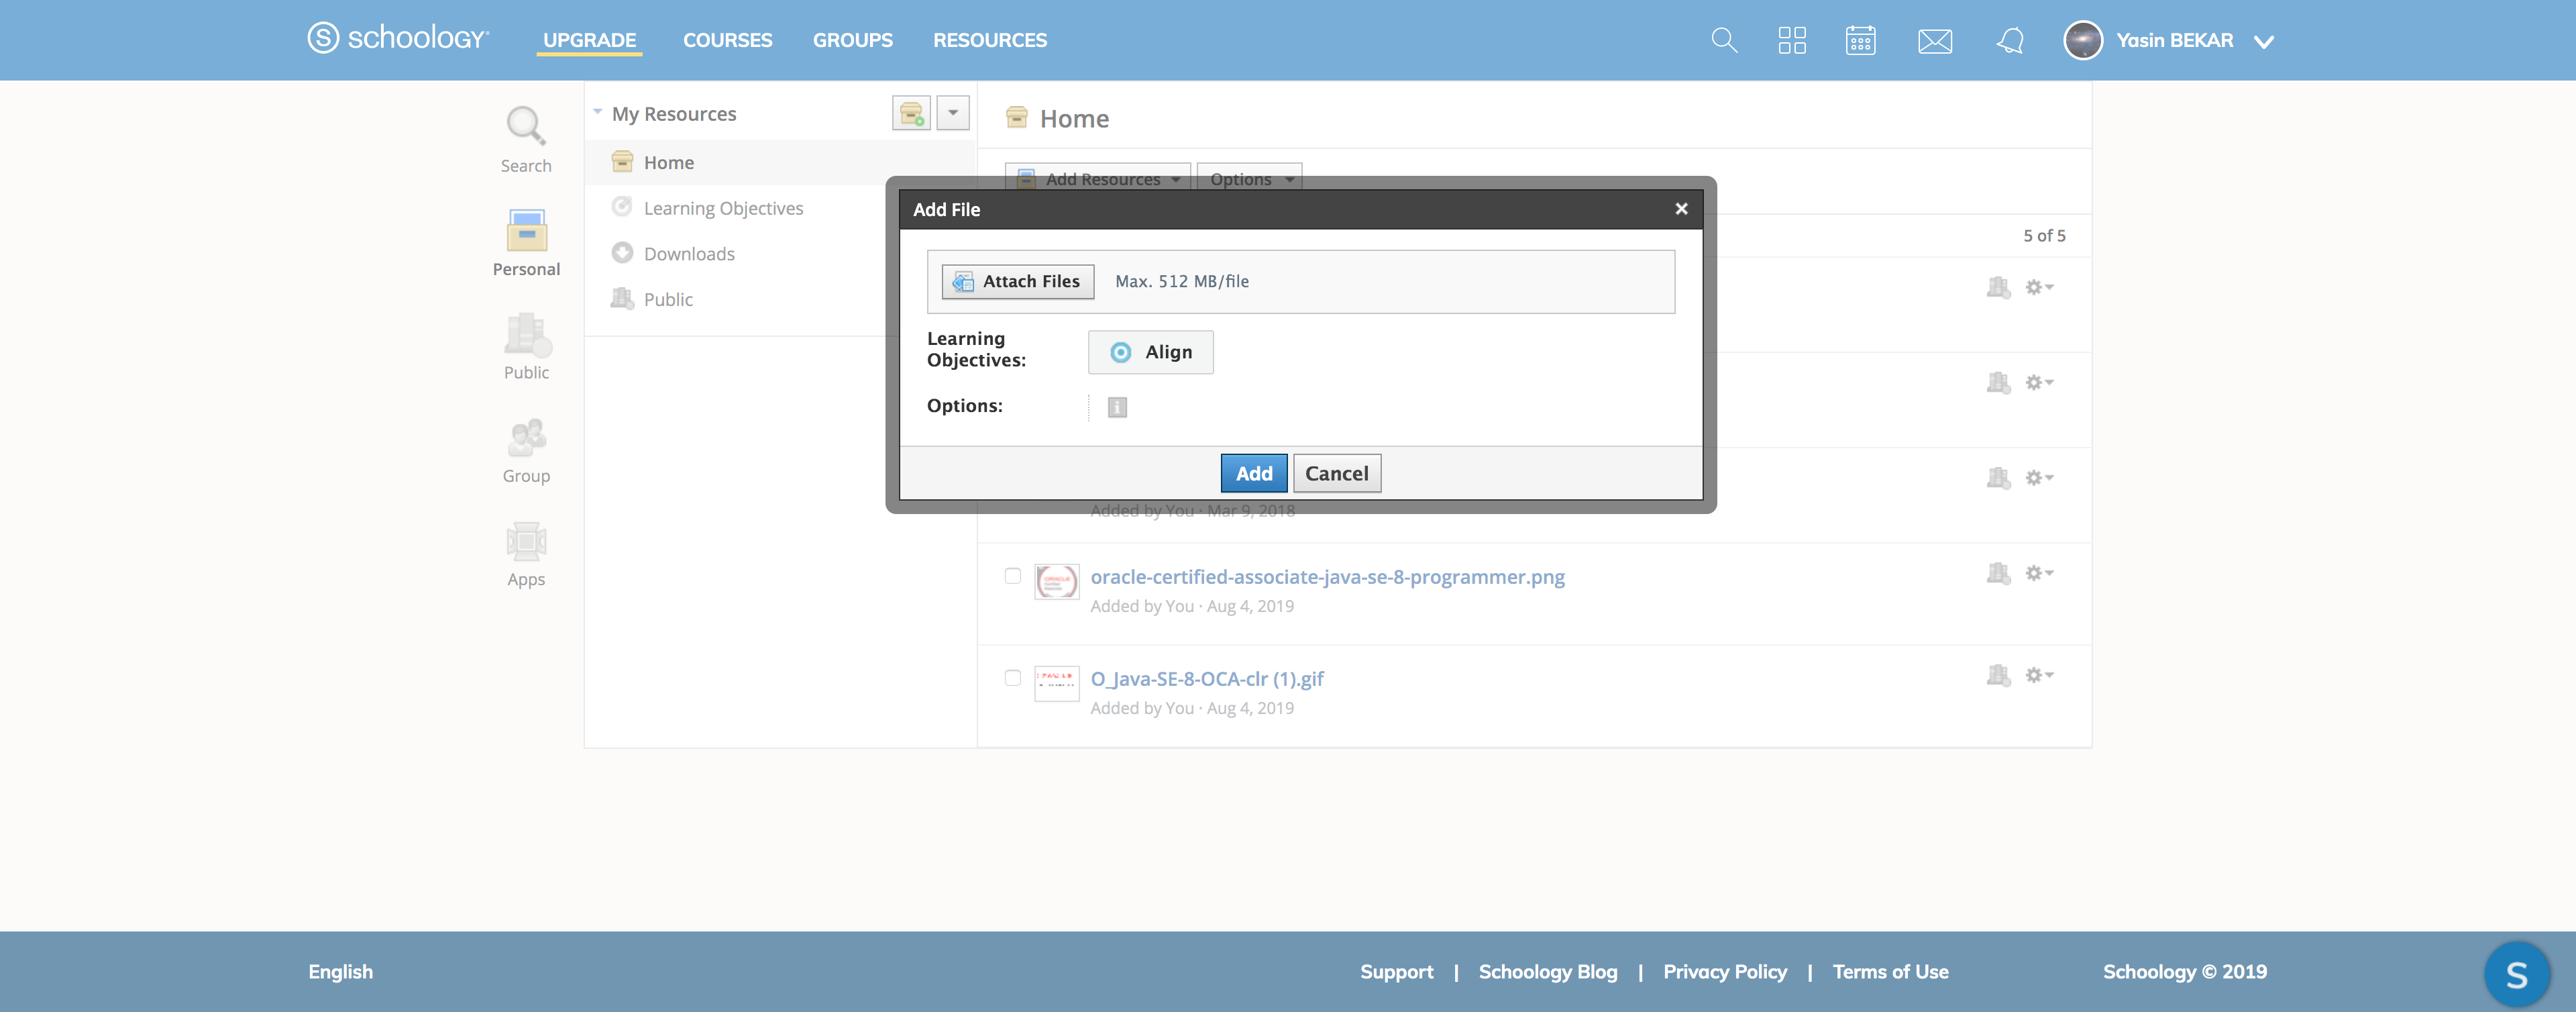 schoology
UPGRADE
COURSES
GROUPS
RESOURCES
Yasin BEKAR
Search
Personal
Public
Group
Apps
My Resources
Home
Learning Objectives
Downloads
Public
Home
Add Resources
Options
5 of 5
Add File
Attach Files
Max. 512 MB/file
Learning
Objectives:
Align
Options:
Add
Cancel
Added by You · Mar 9, 2018
oracle-certified-associate-java-se-8-programmer.png
Added by You · Aug 4, 2019
O_Java-SE-8-OCA-clr (1).gif
Added by You · Aug 4, 2019
English
Support | Schoology Blog | Privacy Policy | Terms of Use
Schoology © 2019
S